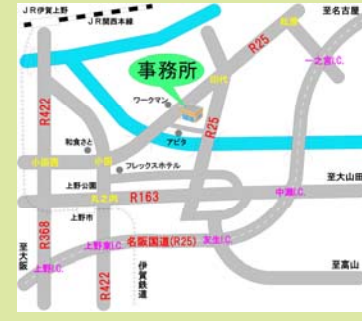 JR伊賀上野
JR関西本線
至名古屋
R25
一之宮I.C.
事務所
ワークマン
田代
R422
R25
アピタ
和食さと
小田西
小田
フレックスホテル
上野公園
至大山田
中瀬I.C.
丸之内
R163
上野市
R368
至大阪
名阪国道(R25)
友生I.C.
上野東I.C.
上野I.C.
伊賀鉄道
至高山
R422